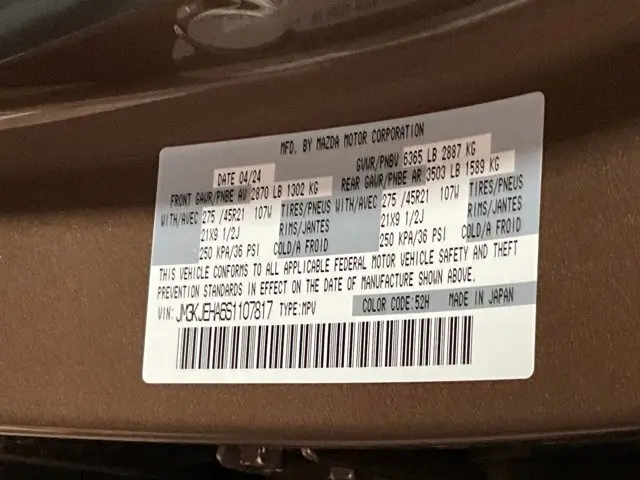 MFD. BY MAZDA MOTOR CORPORATION
DATE 04/24 GVWR/PNBV 6365 LB 2887 KG
FRONT GAWR/PNBE AV 2870 LB 1302 KG REAR GAWR/PNBE AR 3503 LB 1589 KG
WITH/AVEC 275 /45R21 107W TIRES/PNEUS WITH/AVEC 275 /45R21 107W TIRES/PNEUS
21X9 1/2J RIMS/JANTES 21X9 1/2J RIMS/JANTES
250 KPA/36 PSI COLD/A FROID 250 KPA/36 PSI COLD/A FROID
THIS VEHICLE CONFORMS TO ALL APPLICABLE FEDERAL MOTOR VEHICLE SAFETY AND THEFT
PREVENTION STANDARDS IN EFFECT ON THE DATE OF MANUFACTURE SHOWN ABOVE.
VIN: JM3KJEHA6S1107817 TYPE:MPV COLOR CODE:52H MADE IN JAPAN